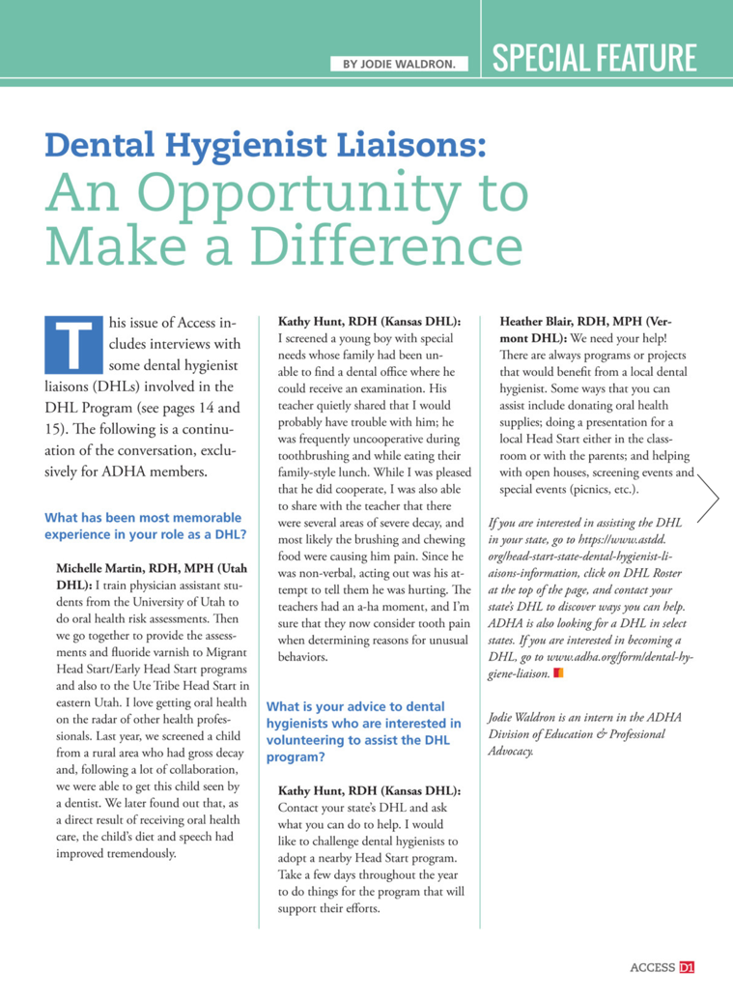 BY JODIE WALDRON.
SPECIAL FEATURE
Dental Hygienist Liaisons:
An Opportunity to
Make a Difference
This issue of Access in-
cludes interviews with
some dental hygienist
liaisons (DHLs) involved in the
DHL Program (see pages 14 and
15). The following is a continu-
ation of the conversation, exclu-
sively for ADHA members.
What has been most memorable
experience in your role as a DHL?
Michelle Martin, RDH, MPH (Utah
DHL): I train physician assistant stu-
dents from the University of Utah to
do oral health risk assessments. Then
we go together to provide the assess-
ments and fluoride varnish to Migrant
Head Start/Early Head Start programs
and also to the Ute Tribe Head Start in
eastern Utah. I love getting oral health
on the radar of other health profes-
sionals. Last year, we screened a child
from a rural area who had gross decay
and, following a lot of collaboration,
we were able to get this child seen by
a dentist. We later found out that, as
a direct result of receiving oral health
care, the child's diet and speech had
improved tremendously.
Kathy Hunt, RDH (Kansas DHL):
I screened a young boy with special
needs whose family had been un-
able to find a dental office where he
could receive an examination. His
teacher quietly shared that I would
probably have trouble with him; he
was frequently uncooperative during
toothbrushing and while eating their
family-style lunch. While I was pleased
that he did cooperate, I was also able
to share with the teacher that there
were several areas of severe decay, and
most likely the brushing and chewing
food were causing him pain. Since he
was non-verbal, acting out was his at-
tempt to tell them he was hurting. The
teachers had an a-ha moment, and I'm
sure that they now consider tooth pain
when determining reasons for unusual
behaviors.
What is your advice to dental
hygienists who are interested in
volunteering to assist the DHL
program?
Kathy Hunt, RDH (Kansas DHL):
Contact your state's DHL and ask
what you can do to help. I would
like to challenge dental hygienists to
adopt a nearby Head Start program.
Take a few days throughout the year
to do things for the program that will
support their efforts.
Heather Blair, RDH, MPH (Ver-
mont DHL): We need your help!
There are always programs or projects
that would benefit from a local dental
hygienist. Some ways that you can
assist include donating oral health
supplies; doing a presentation for a
local Head Start either in the class-
room or with the parents; and helping
with open houses, screening events and
special events (picnics, etc.).
If you are interested in assisting the DHL
in your state, go to https://www.astdd.
org/head-start-state-dental-hygienist-li-
aisons-information, click on DHL Roster
at the top of the page, and contact your
state's DHL to discover ways you can help.
ADHA is also looking for a DHL in select
states. If you are interested in becoming a
DHL, go to www.adha.org/form/dental-hy-
giene-liaison.
Jodie Waldron is an intern in the ADHA
Division of Education & Professional
Advocacy.
ACCESS D1